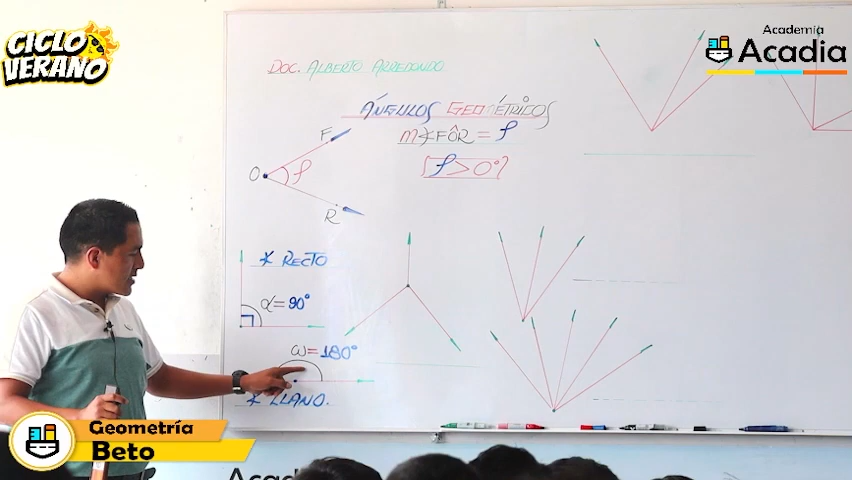 CICLO
VERANO
Academia
Acadia
DOC. ALBERTO ARREDONDO
ÁNGULOS GEOMÉTRICOS
m∢FÔR = ρ
(ρ>0°)
F
O
ρ
R
* RECTO
α=90°
ω=180°
* LLANO.
Geometría
Beto